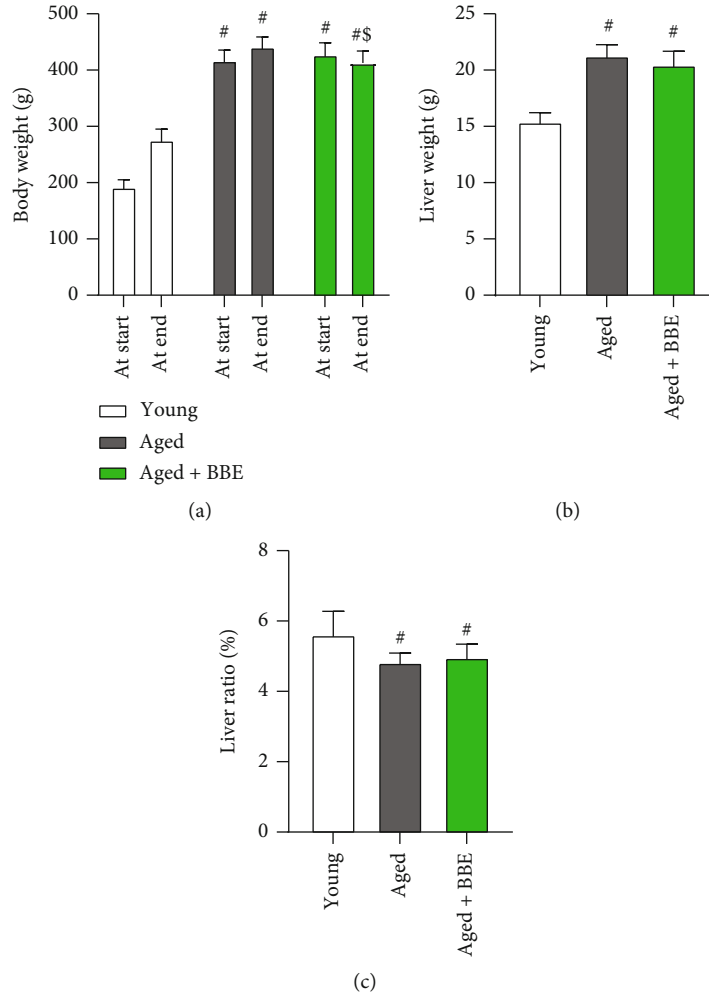 Body weight (g)
500
400
300
200
100
0
# # # #$
At start At end At start At end At start At end
Young
Aged
Aged + BBE
(a)
Liver weight (g)
25
20
15
10
5
0
# #
Young Aged Aged + BBE
(b)
Liver ratio (%)
8
6
4
2
0
# #
Young Aged Aged + BBE
(c)